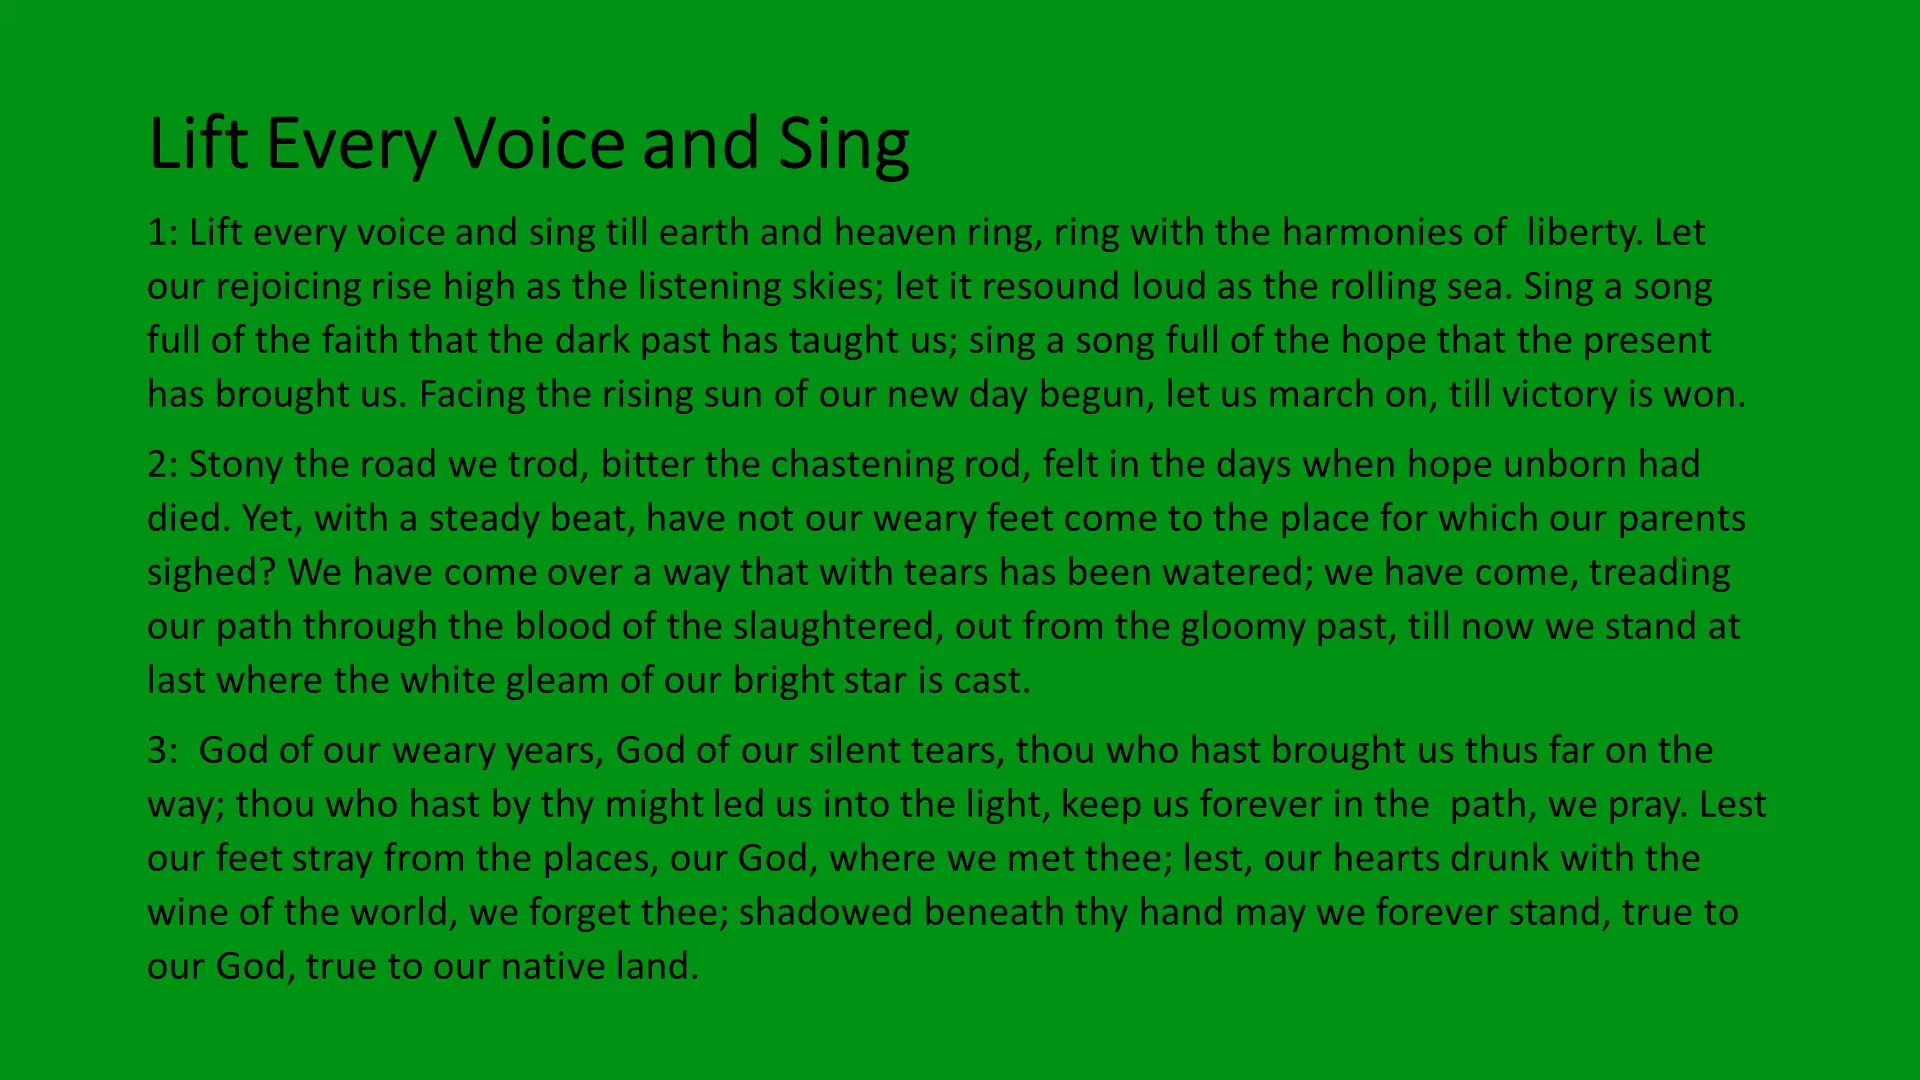 Lift Every Voice and Sing
1: Lift every voice and sing till earth and heaven ring, ring with the harmonies of  liberty. Let
our rejoicing rise high as the listening skies; let it resound loud as the rolling sea. Sing a song
full of the faith that the dark past has taught us; sing a song full of the hope that the present
has brought us. Facing the rising sun of our new day begun, let us march on, till victory is won.
2: Stony the road we trod, bitter the chastening rod, felt in the days when hope unborn had
died. Yet, with a steady beat, have not our weary feet come to the place for which our parents
sighed? We have come over a way that with tears has been watered; we have come, treading
our path through the blood of the slaughtered, out from the gloomy past, till now we stand at
last where the white gleam of our bright star is cast.
3:  God of our weary years, God of our silent tears, thou who hast brought us thus far on the
way; thou who hast by thy might led us into the light, keep us forever in the  path, we pray. Lest
our feet stray from the places, our God, where we met thee; lest, our hearts drunk with the
wine of the world, we forget thee; shadowed beneath thy hand may we forever stand, true to
our God, true to our native land.